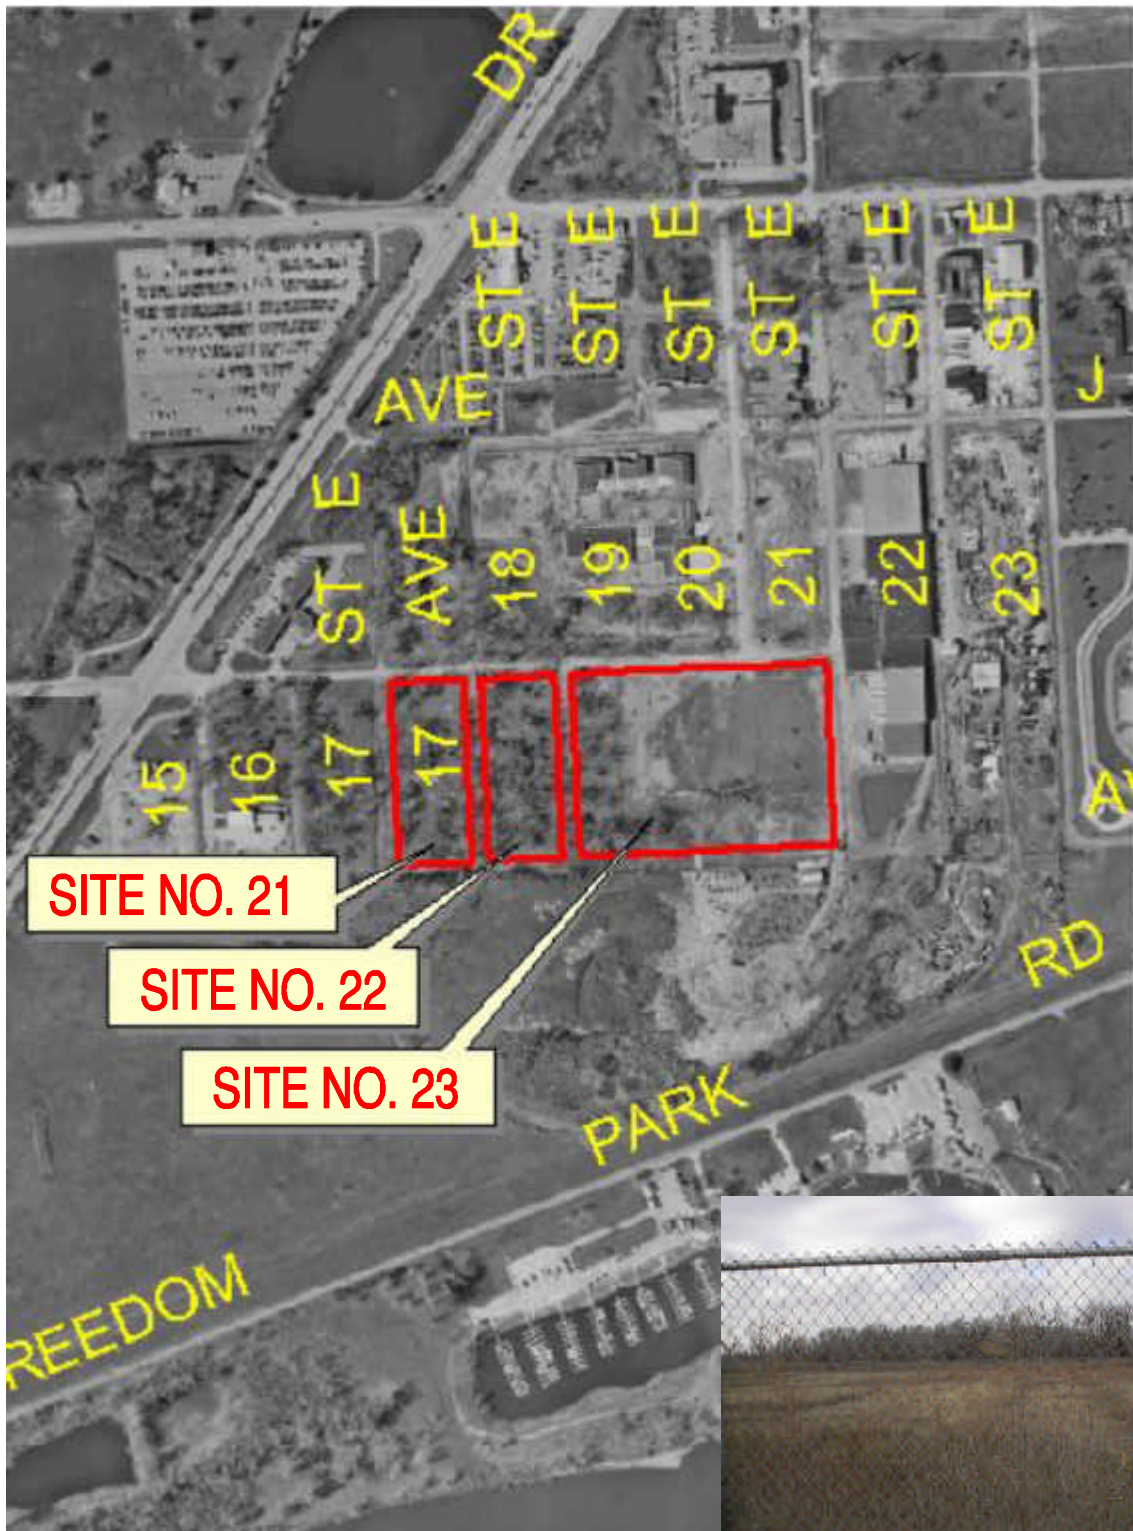 DR
ST E
ST E
ST E
ST E
ST E
ST E
J
AVE
ST E
AVE
18
19
20
21
22
23
15
16
17
17
AV
SITE NO. 21
SITE NO. 22
SITE NO. 23
RD
PARK
REEDOM